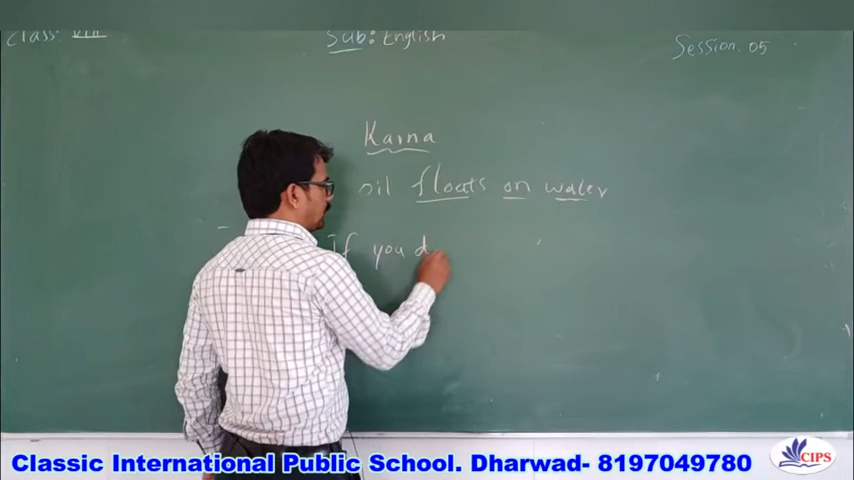 Class: VIII Sub: English Session. 05
Karna
oil floats on water
If you d
Classic International Public School. Dharwad- 8197049780
CIPS